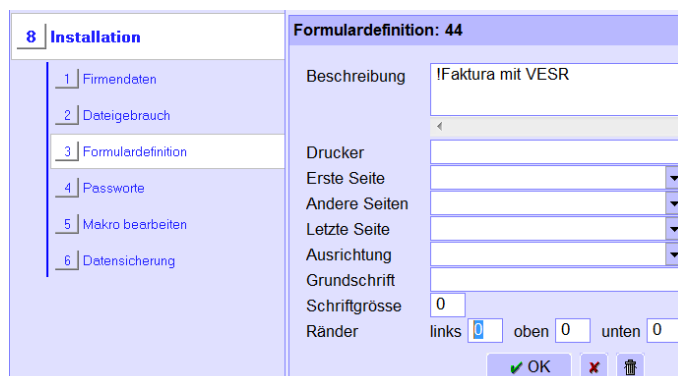 8 Installation
1 Firmendaten
2 Dateigebrauch
3 Formulardefinition
4 Passworte
5 Makro bearbeiten
6 Datensicherung
Formulardefinition: 44
Beschreibung !Faktura mit VESR
Drucker
Erste Seite
Andere Seiten
Letzte Seite
Ausrichtung
Grundschrift
Schriftgrösse 0
Ränder links 0 oben 0 unten 0
OK